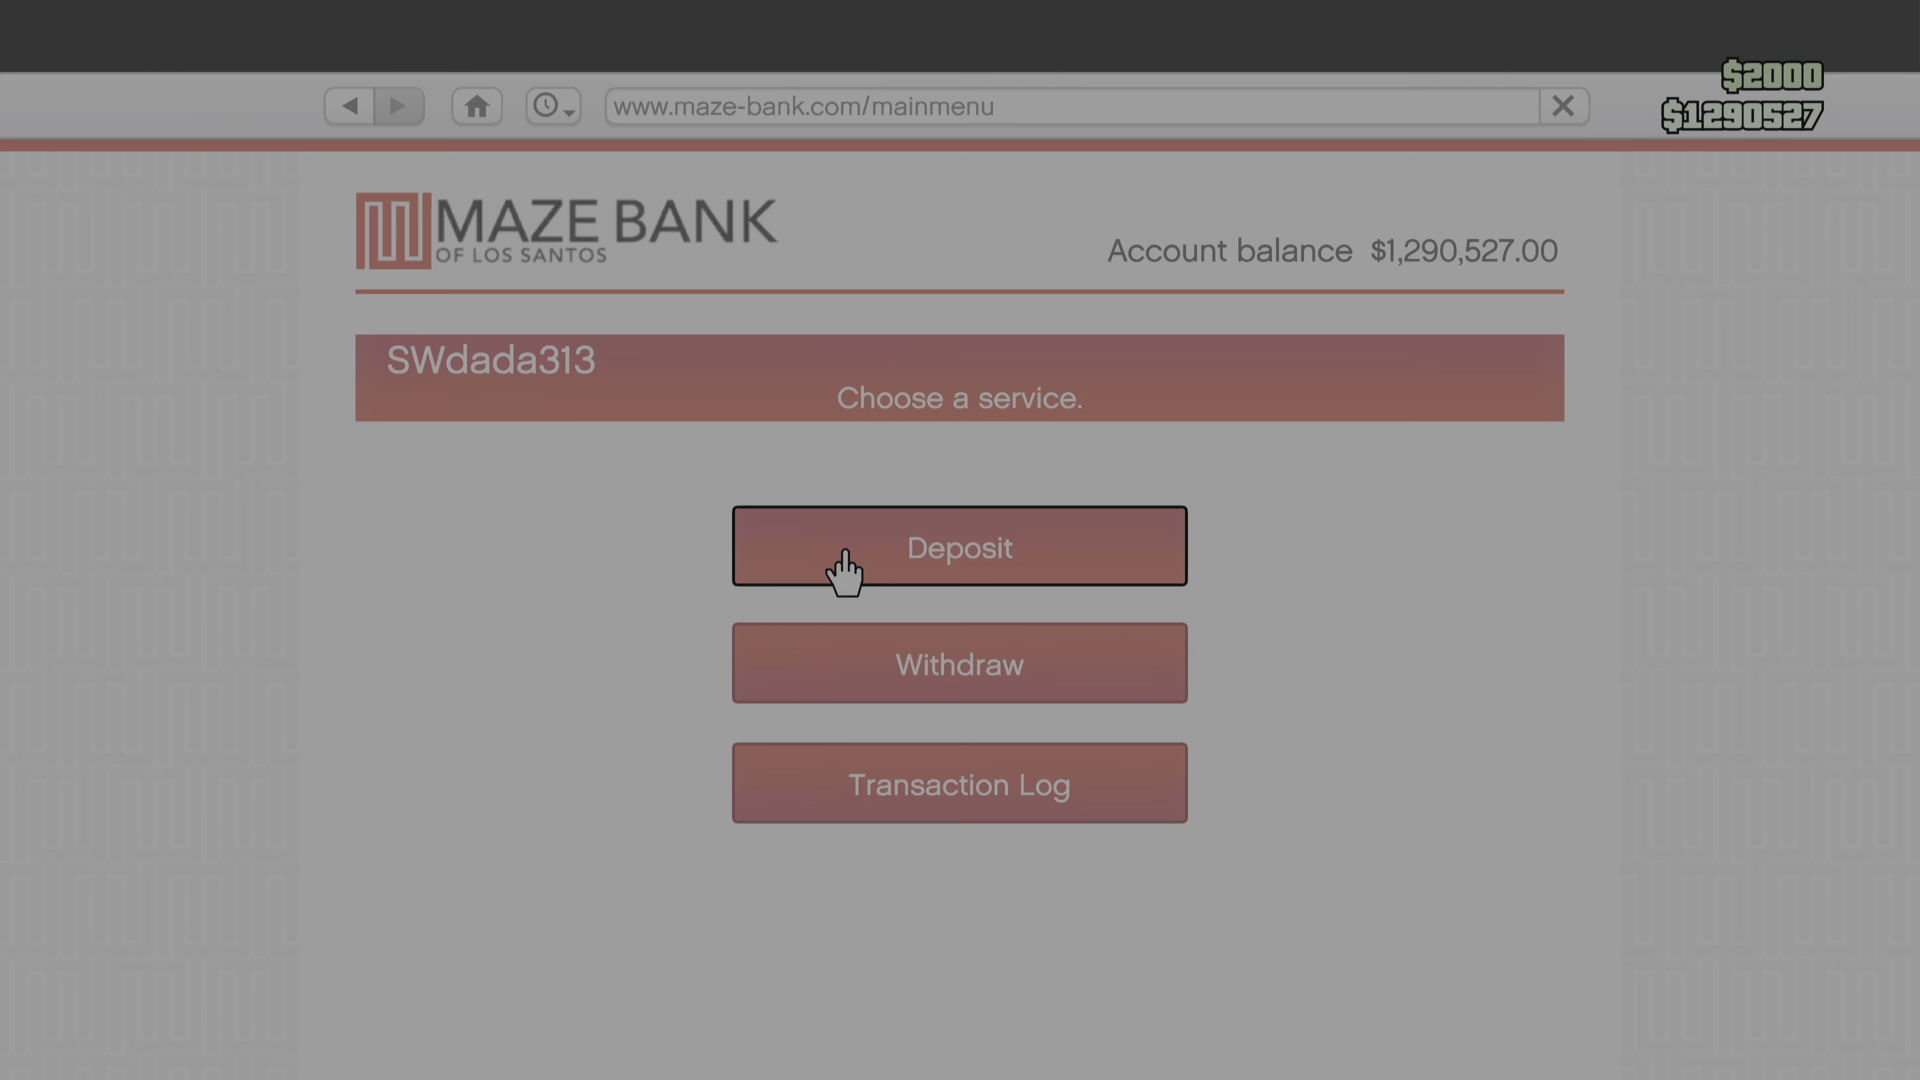 $2000
www.maze-bank.com/mainmenu
$1290527
MAZE BANK
OF LOS SANTOS
Account balance $1,290,527.00
SWdada313
Choose a service.
Deposit
Withdraw
Transaction Log